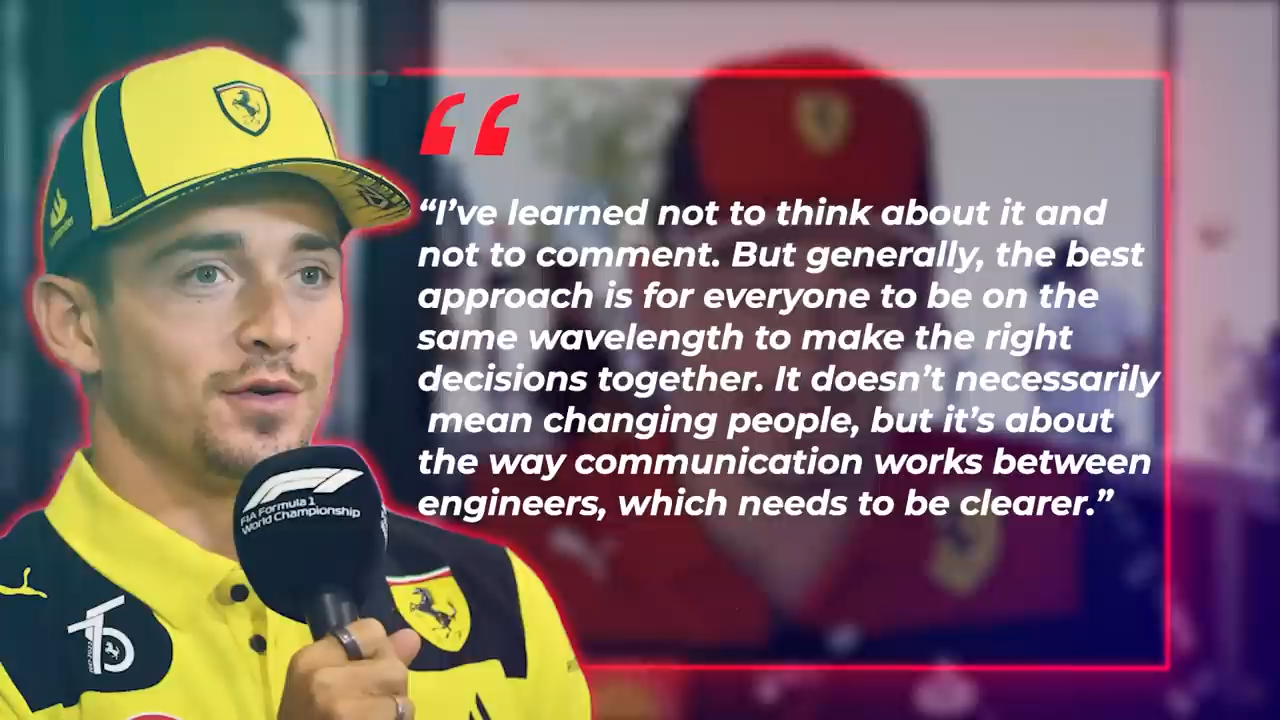 “I’ve learned not to think about it and
not to comment. But generally, the best
approach is for everyone to be on the
same wavelength to make the right
decisions together. It doesn’t necessarily
mean changing people, but it’s about
the way communication works between
engineers, which needs to be clearer.”
FIA Formula 1
World Championship